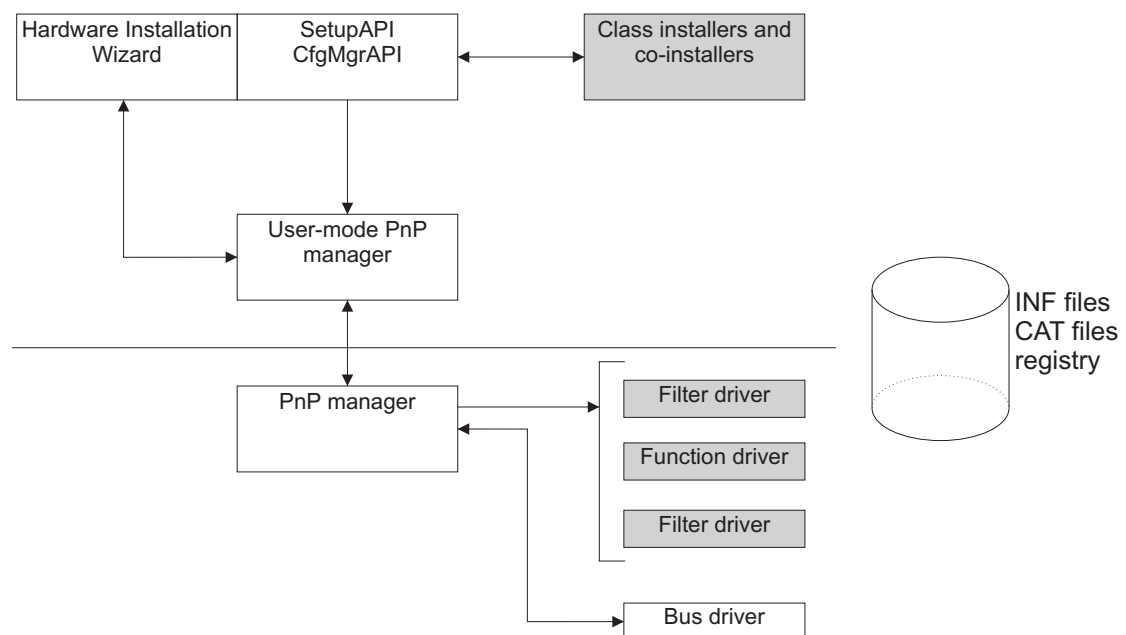 Hardware Installation
Wizard
SetupAPI
CfgMgrAPI
Class installers and
co-installers
User-mode PnP
manager
INF files
CAT files
registry
PnP manager
Filter driver
Function driver
Filter driver
Bus driver